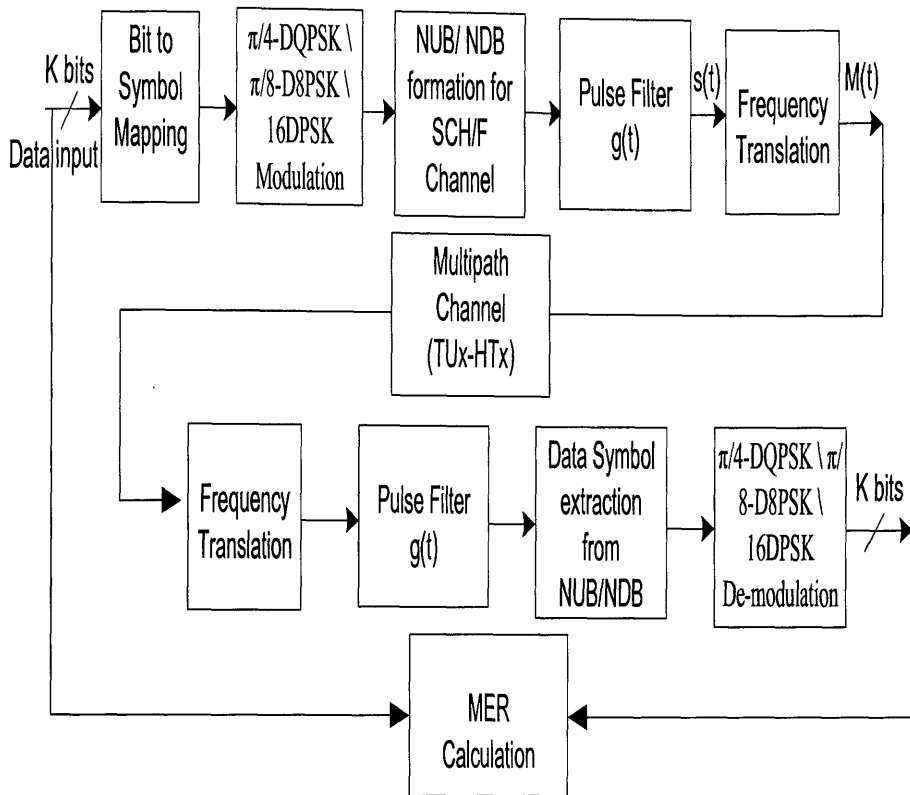 K bits
Data input
Bit to
Symbol
Mapping
π/4-DQPSK \
π/8-D8PSK \
16DPSK
Modulation
NUB/ NDB
formation for
SCH/F
Channel
Pulse Filter
g(t)
s(t)
Frequency
Translation
M(t)
Multipath
Channel
(TUx-HTx)
Frequency
Translation
Pulse Filter
g(t)
Data Symbol
extraction
from
NUB/NDB
π/4-DQPSK \ π/
8-D8PSK \
16DPSK
De-modulation
K bits
MER
Calculation